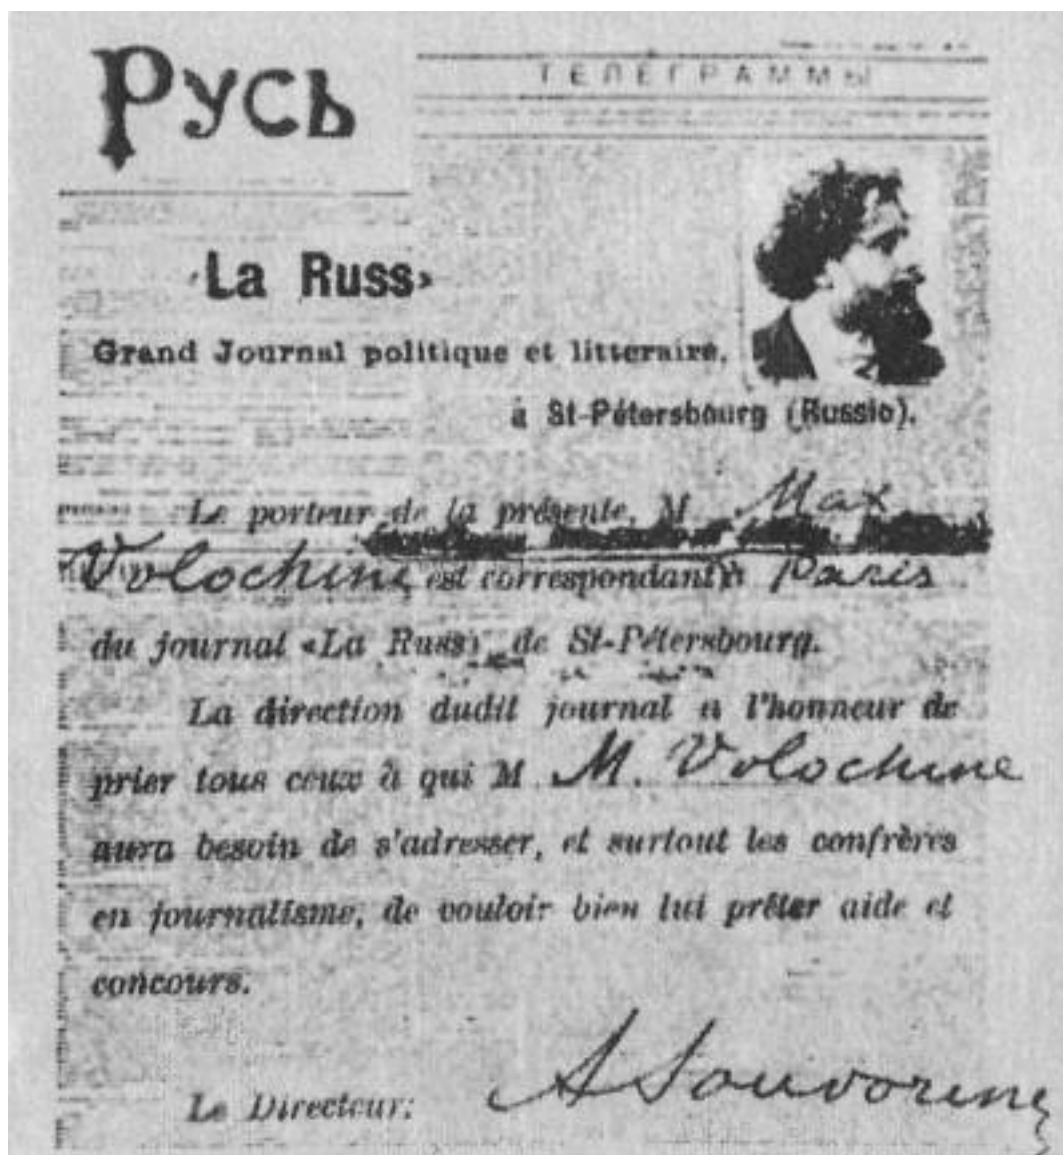 Русь
ТЕЛЕГРАММЫ
«La Russ»
Grand Journal politique et litteraire,
à St-Pétersbourg (Russie).
Le porteur de la présente, M Max
Volochine est correspondant à Paris
du journal «La Russ» de St-Pétersbourg.
La direction dudit journal a l'honneur de
prier tous ceux à qui M M. Volochine
aura besoin de s'adresser, et surtout les confrères
en journalisme, de vouloir bien lui prêter aide et
concours.
Le Directeur: A Souvorine